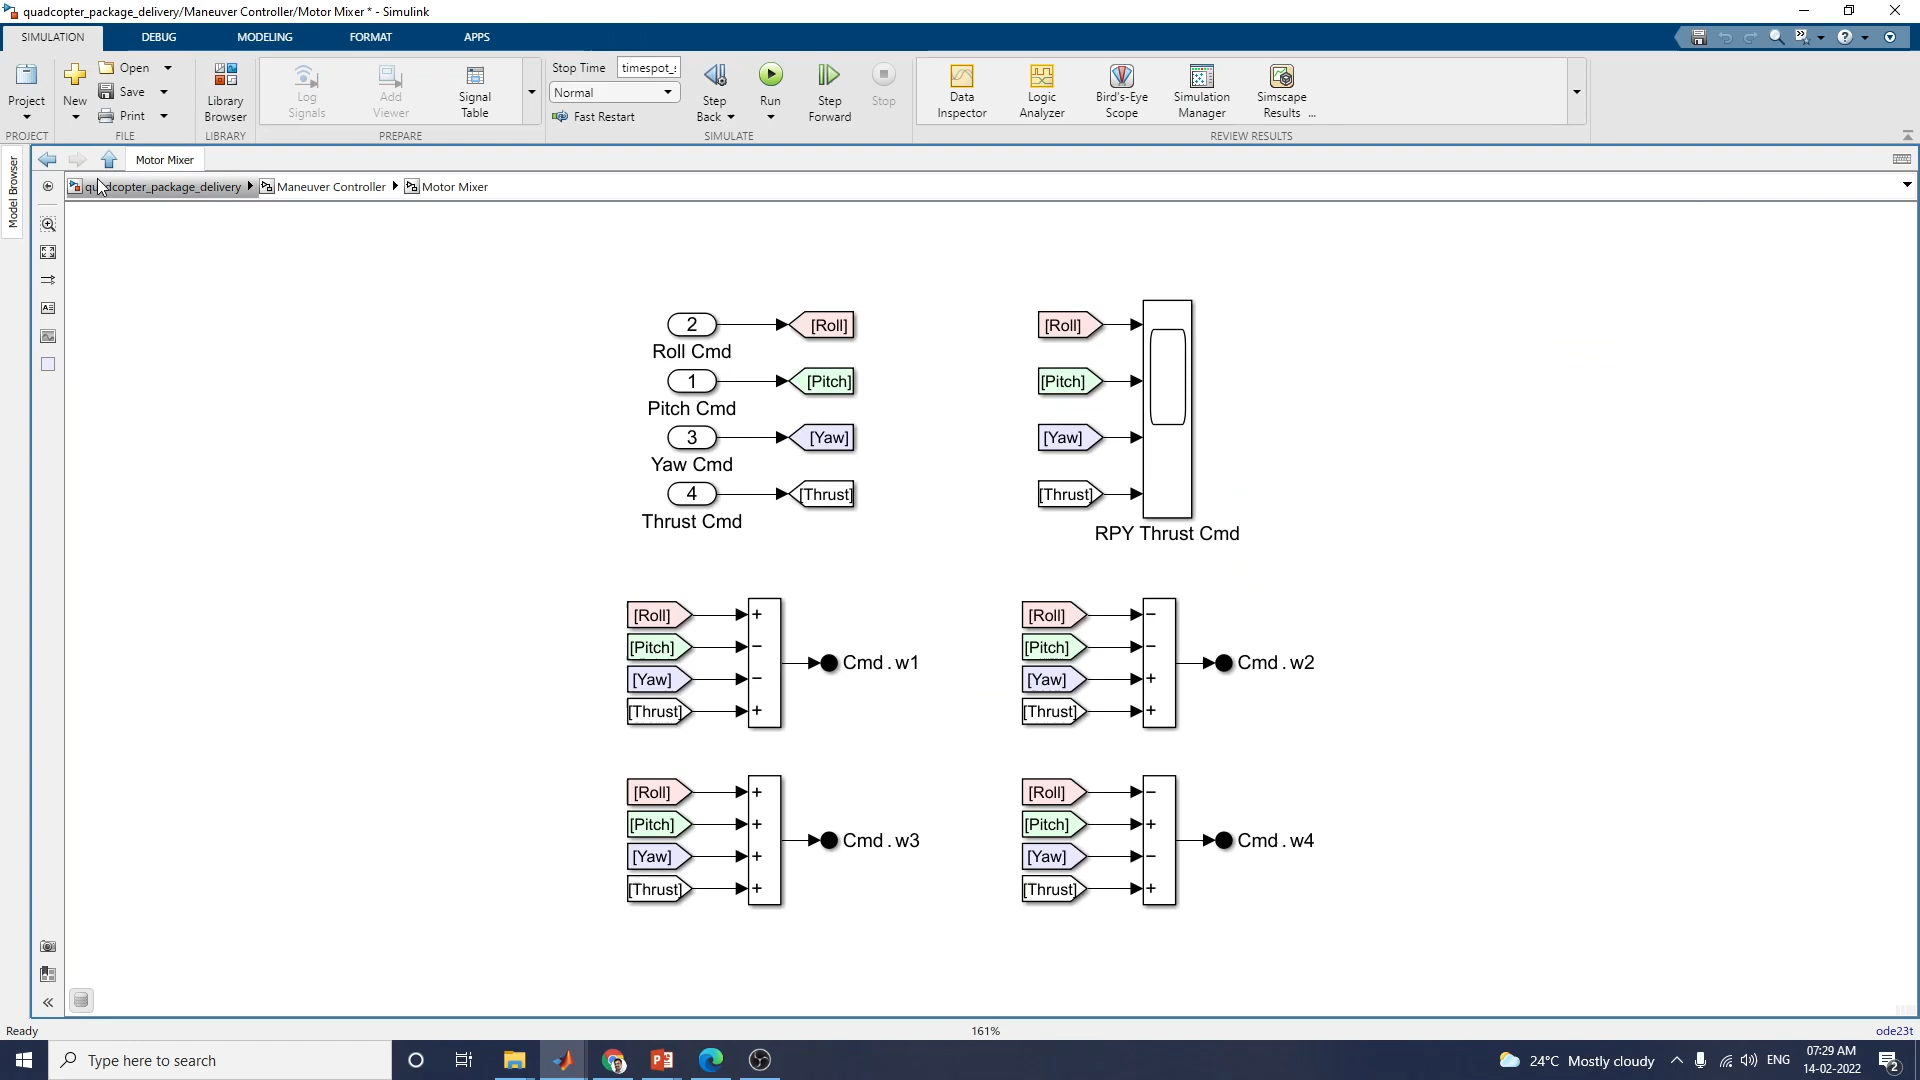 quadcopter_package_delivery/Maneuver Controller/Motor Mixer * - Simulink
SIMULATION DEBUG MODELING FORMAT APPS
Project
PROJECT
New
Open
Save
Print
FILE
Library
Browser
LIBRARY
Log
Signals
Add
Viewer
Signal
Table
PREPARE
Stop Time timespot_s
Normal
Fast Restart
Step
Back
Run
Step
Forward
Stop
SIMULATE
Data
Inspector
Logic
Analyzer
Bird's-Eye
Scope
Simulation
Manager
Simscape
Results ...
REVIEW RESULTS
Model Browser
Motor Mixer
quadcopter_package_delivery Maneuver Controller Motor Mixer
2 [Roll]
Roll Cmd
1 [Pitch]
Pitch Cmd
3 [Yaw]
Yaw Cmd
4 [Thrust]
Thrust Cmd
[Roll]
[Pitch]
[Yaw]
[Thrust]
RPY Thrust Cmd
[Roll] +
[Pitch] −
[Yaw] −
[Thrust] +
Cmd . w1
[Roll] −
[Pitch] −
[Yaw] +
[Thrust] +
Cmd . w2
[Roll] +
[Pitch] +
[Yaw] +
[Thrust] +
Cmd . w3
[Roll] −
[Pitch] +
[Yaw] −
[Thrust] +
Cmd . w4
Ready 161% ode23t
Type here to search
24°C Mostly cloudy ENG
07:29 AM
14-02-2022
2